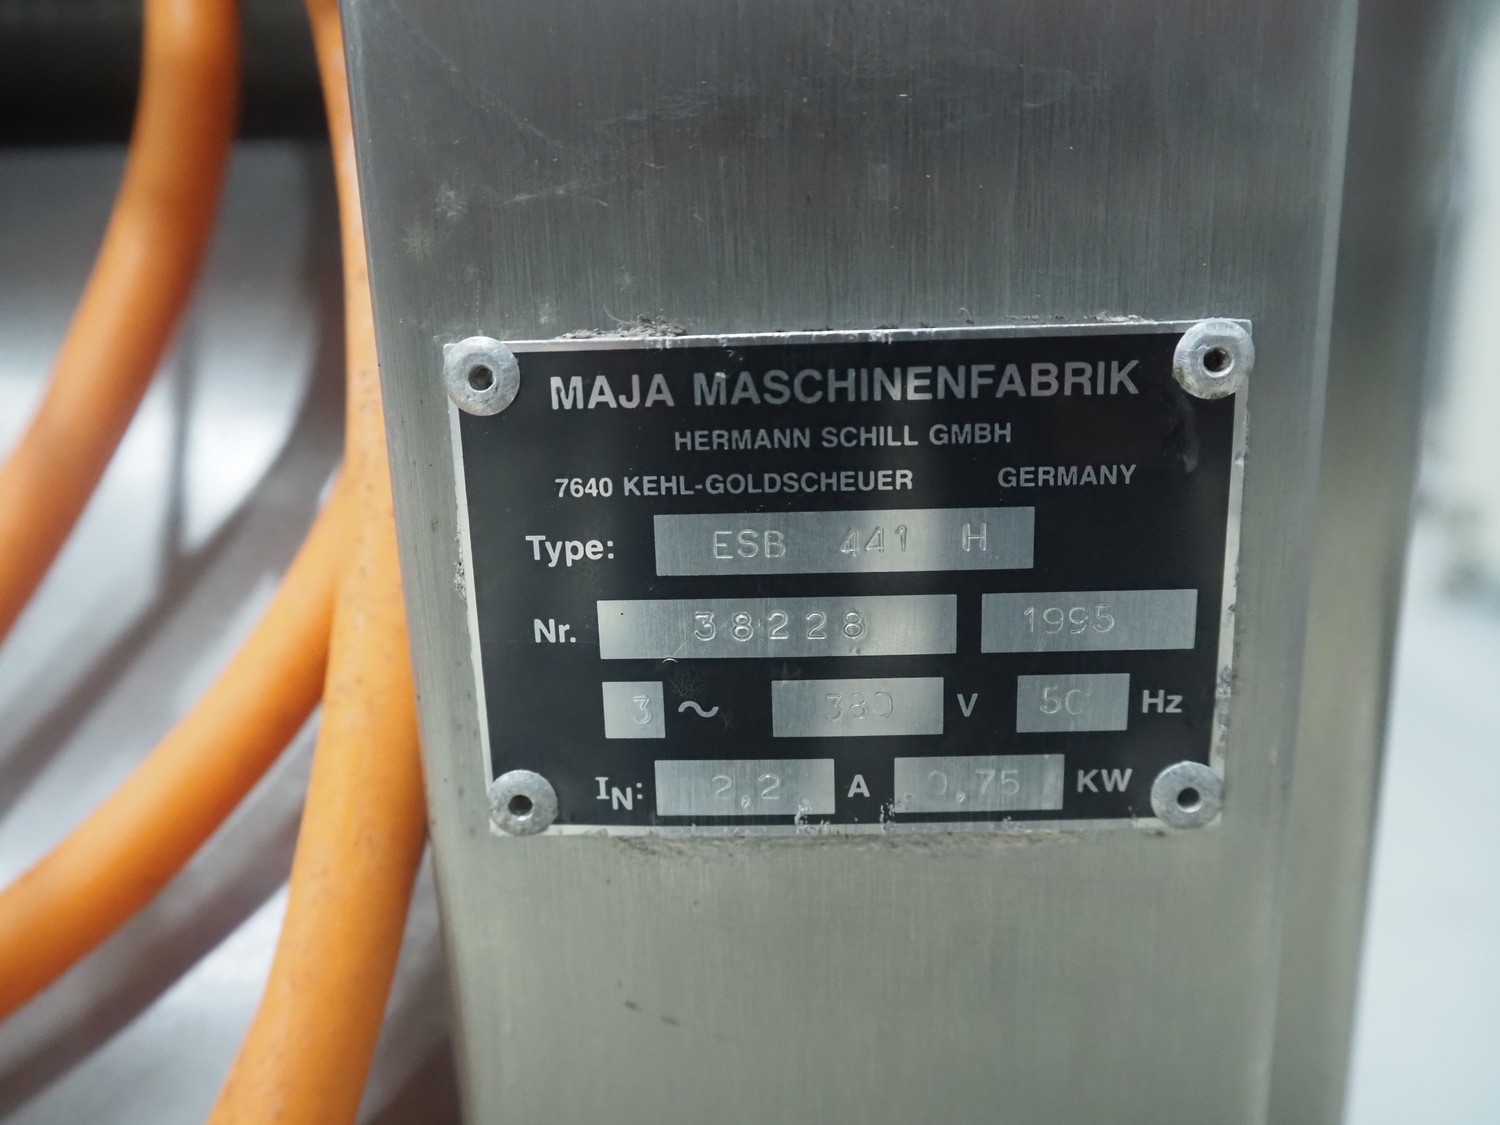 MAJA MASCHINENFABRIK
HERMANN SCHILL GMBH
7640 KEHL-GOLDSCHEUER GERMANY
Type: ESB 441 H
Nr. 38228 1995
3 ~ 380 V 50 Hz
IN: 2,2 A 0,75 KW